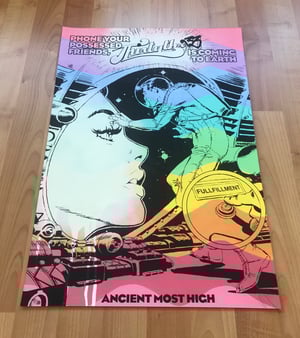 PHONE YOUR
POSSESSED
FRIENDS,
IS COMING
TO EARTH
FULLFILLMENT
ANCIENT MOST HIGH